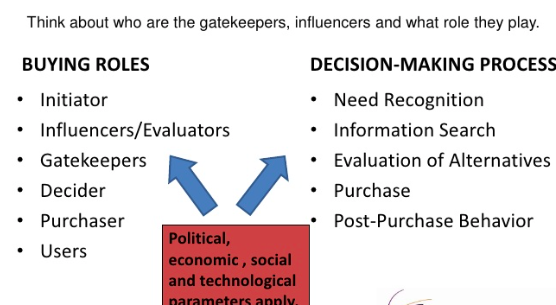 Think about who are the gatekeepers, influencers and what role they play.
BUYING ROLES
• Initiator
• Influencers/Evaluators
• Gatekeepers
• Decider
• Purchaser
• Users
DECISION-MAKING PROCESS
• Need Recognition
• Information Search
• Evaluation of Alternatives
• Purchase
• Post-Purchase Behavior
Political,
economic , social
and technological
parameters apply.